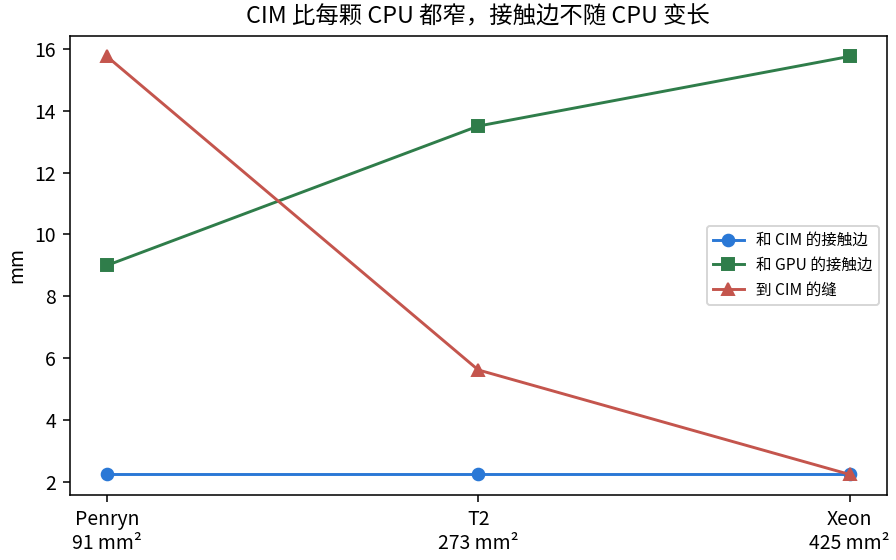 CIM 比每颗 CPU 都窄，接触边不随 CPU 变长
mm
16
14
12
10
8
6
4
2
和 CIM 的接触边
和 GPU 的接触边
到 CIM 的缝
Penryn
91 mm²
T2
273 mm²
Xeon
425 mm²